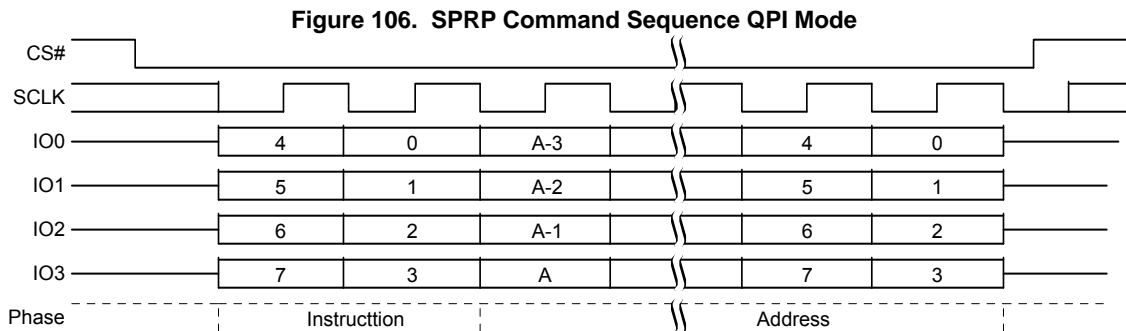 Figure 106. SPRP Command Sequence QPI Mode
CS#
SCLK
IO0 4 0 A-3 4 0
IO1 5 1 A-2 5 1
IO2 6 2 A-1 6 2
IO3 7 3 A 7 3
Phase Instructtion Address